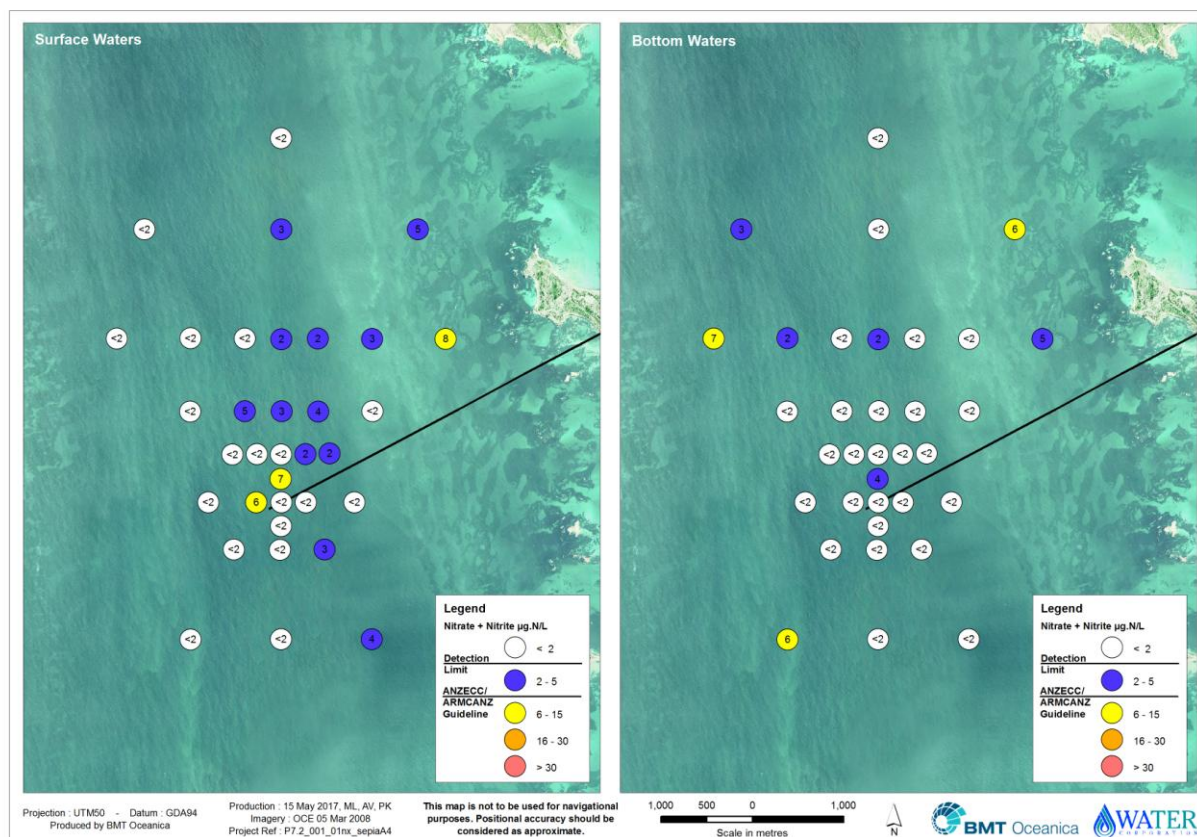 Surface Waters
<2
<2
3
5
<2
<2
<2
2
2
3
8
<2
5
3
4
<2
<2
<2
<2
2
2
7
<2
6
<2
<2
<2
<2
<2
<2
3
<2
<2
4
Legend
Nitrate + Nitrite µg.N/L
< 2
Detection
Limit
2 - 5
ANZECC/
ARMCANZ
Guideline
6 - 15
16 - 30
> 30
Bottom Waters
<2
3
<2
6
7
2
<2
2
<2
<2
5
<2
<2
<2
<2
<2
<2
<2
<2
<2
<2
4
<2
<2
<2
<2
<2
<2
<2
<2
<2
6
<2
<2
Legend
Nitrate + Nitrite µg.N/L
< 2
Detection
Limit
2 - 5
ANZECC/
ARMCANZ
Guideline
6 - 15
16 - 30
> 30
Projection : UTM50 - Datum : GDA94
Produced by BMT Oceanica
Production : 15 May 2017, ML, AV, PK
Imagery : OCE 05 Mar 2008
Project Ref : P7.2_001_01nx_sepiaA4
This map is not to be used for navigational
purposes. Positional accuracy should be
considered as approximate.
1,000 500 0 1,000
Scale in metres
N
BMT Oceanica
WATER
CORPORATION